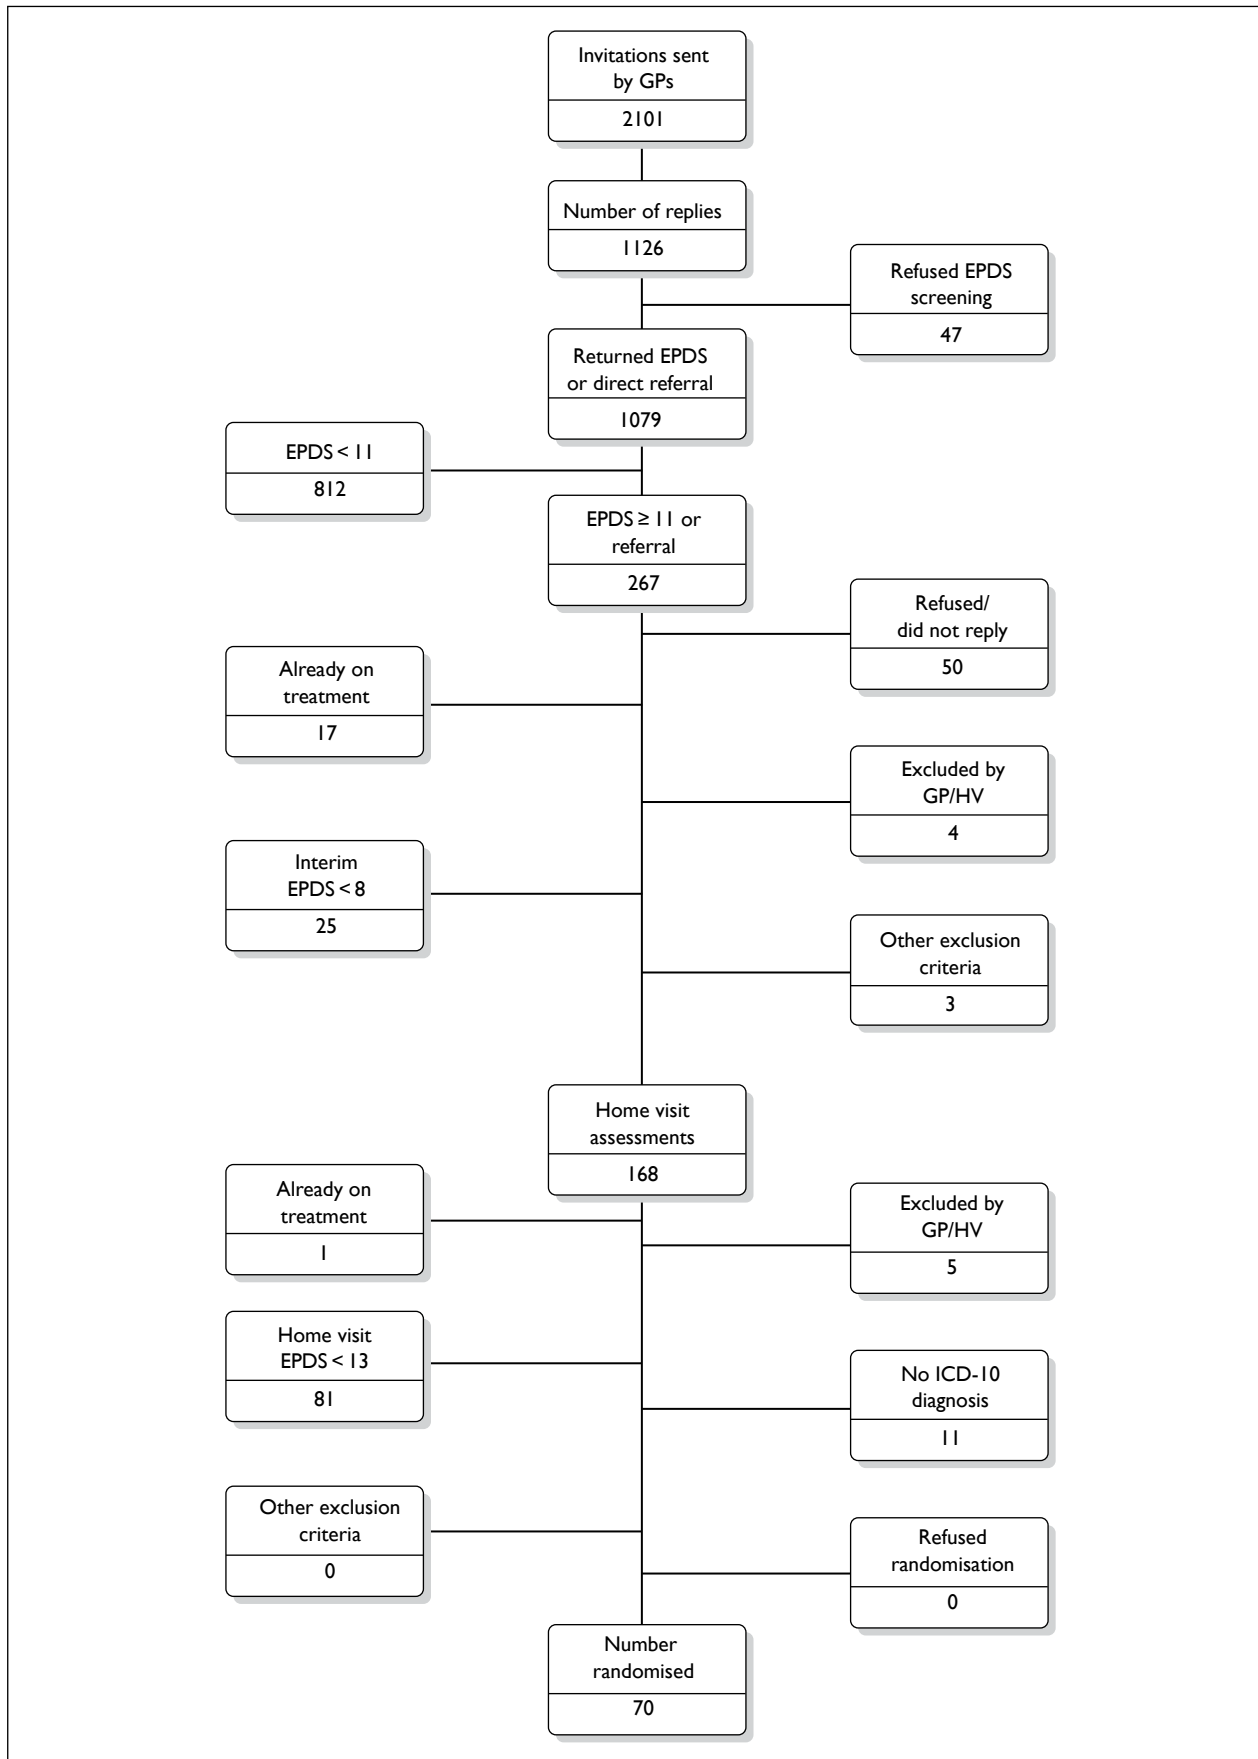 Invitations sent
by GPs
2101
Number of replies
1126
Refused EPDS
screening
47
Returned EPDS
or direct referral
1079
EPDS < 11
812
EPDS ≥ 11 or
referral
267
Refused/
did not reply
50
Already on
treatment
17
Excluded by
GP/HV
4
Interim
EPDS < 8
25
Other exclusion
criteria
3
Home visit
assessments
168
Already on
treatment
1
Excluded by
GP/HV
5
Home visit
EPDS < 13
81
No ICD-10
diagnosis
11
Other exclusion
criteria
0
Refused
randomisation
0
Number
randomised
70